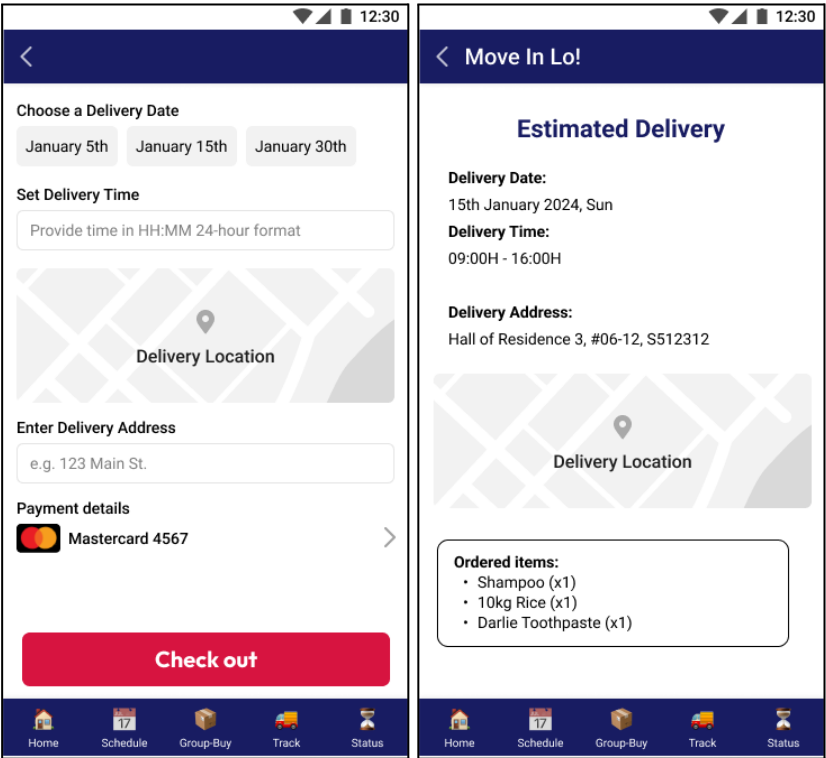 12:30
Choose a Delivery Date
January 5th January 15th January 30th
Set Delivery Time
Provide time in HH:MM 24-hour format
Delivery Location
Enter Delivery Address
e.g. 123 Main St.
Payment details
Mastercard 4567
Check out
17
Home Schedule Group-Buy Track Status
12:30
Move In Lo!
Estimated Delivery
Delivery Date:
15th January 2024, Sun
Delivery Time:
09:00H - 16:00H
Delivery Address:
Hall of Residence 3, #06-12, S512312
Delivery Location
Ordered items:
• Shampoo (x1)
• 10kg Rice (x1)
• Darlie Toothpaste (x1)
17
Home Schedule Group-Buy Track Status